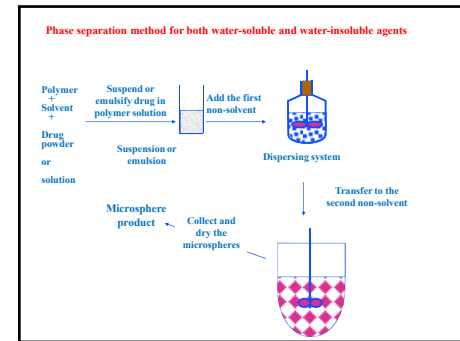 Phase separation method for both water-soluble and water-insoluble agents
Polymer
+
Solvent
+
Drug
powder
or
solution
Suspend or
emulsify drug in
polymer solution
Suspension or
emulsion
Add the first
non-solvent
Dispersing system
Transfer to the
second non-solvent
Collect and
dry the
microspheres
Microsphere
product